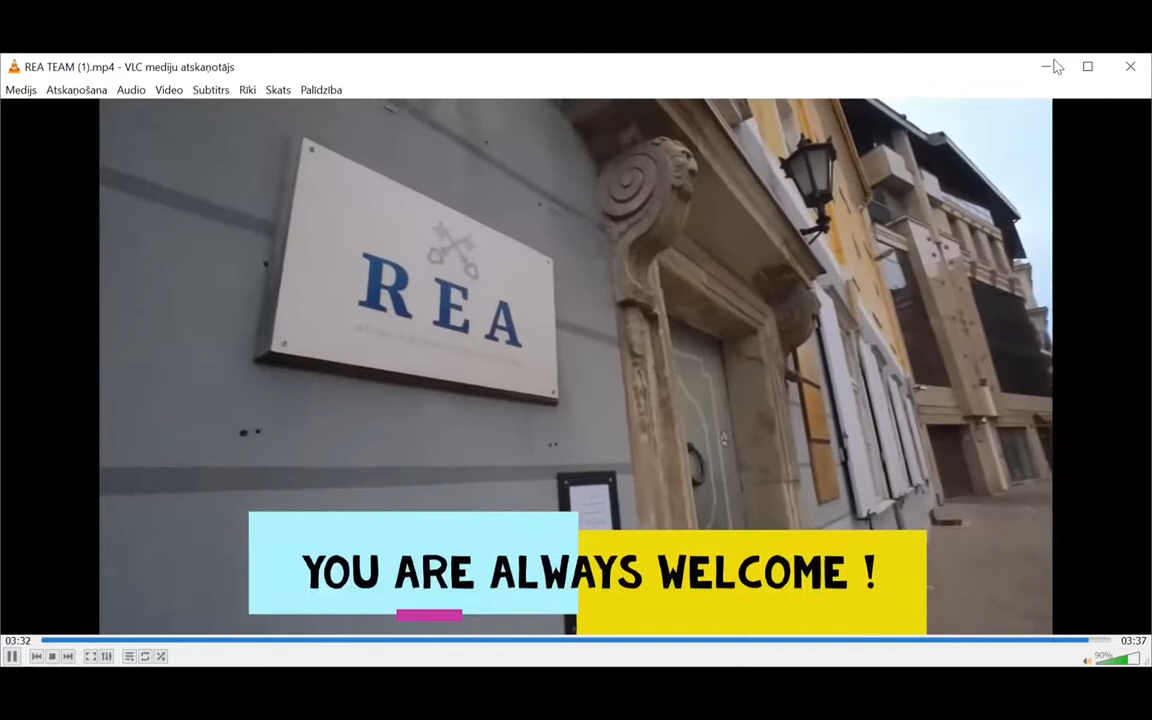 REA TEAM (1).mp4 - VLC mediju atskaņotājs
Medijs Atskaņošana Audio Video Subtitrs Rīki Skats Palīdzība
REA
YOU ARE ALWAYS WELCOME !
03:32 03:37
90%